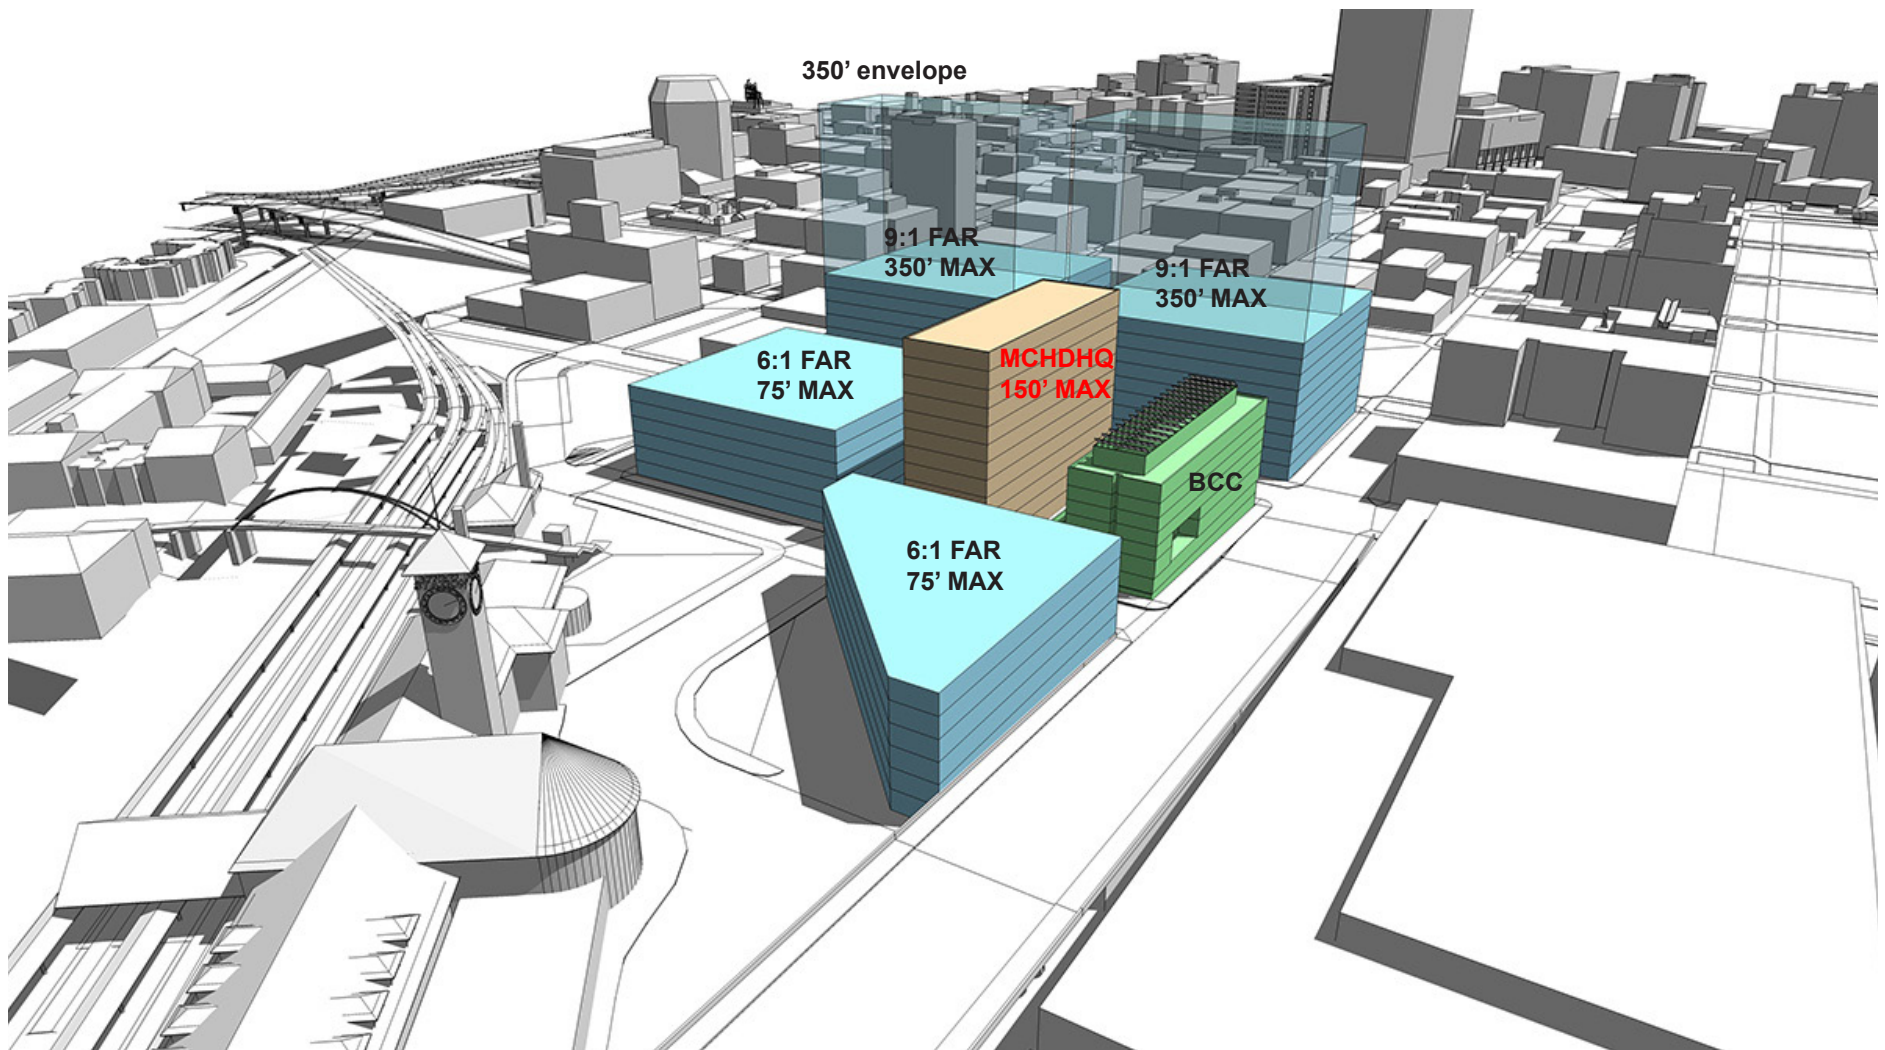 350’ envelope
9:1 FAR
350’ MAX
9:1 FAR
350’ MAX
6:1 FAR
75’ MAX
MCHDHQ
150’ MAX
BCC
6:1 FAR
75’ MAX